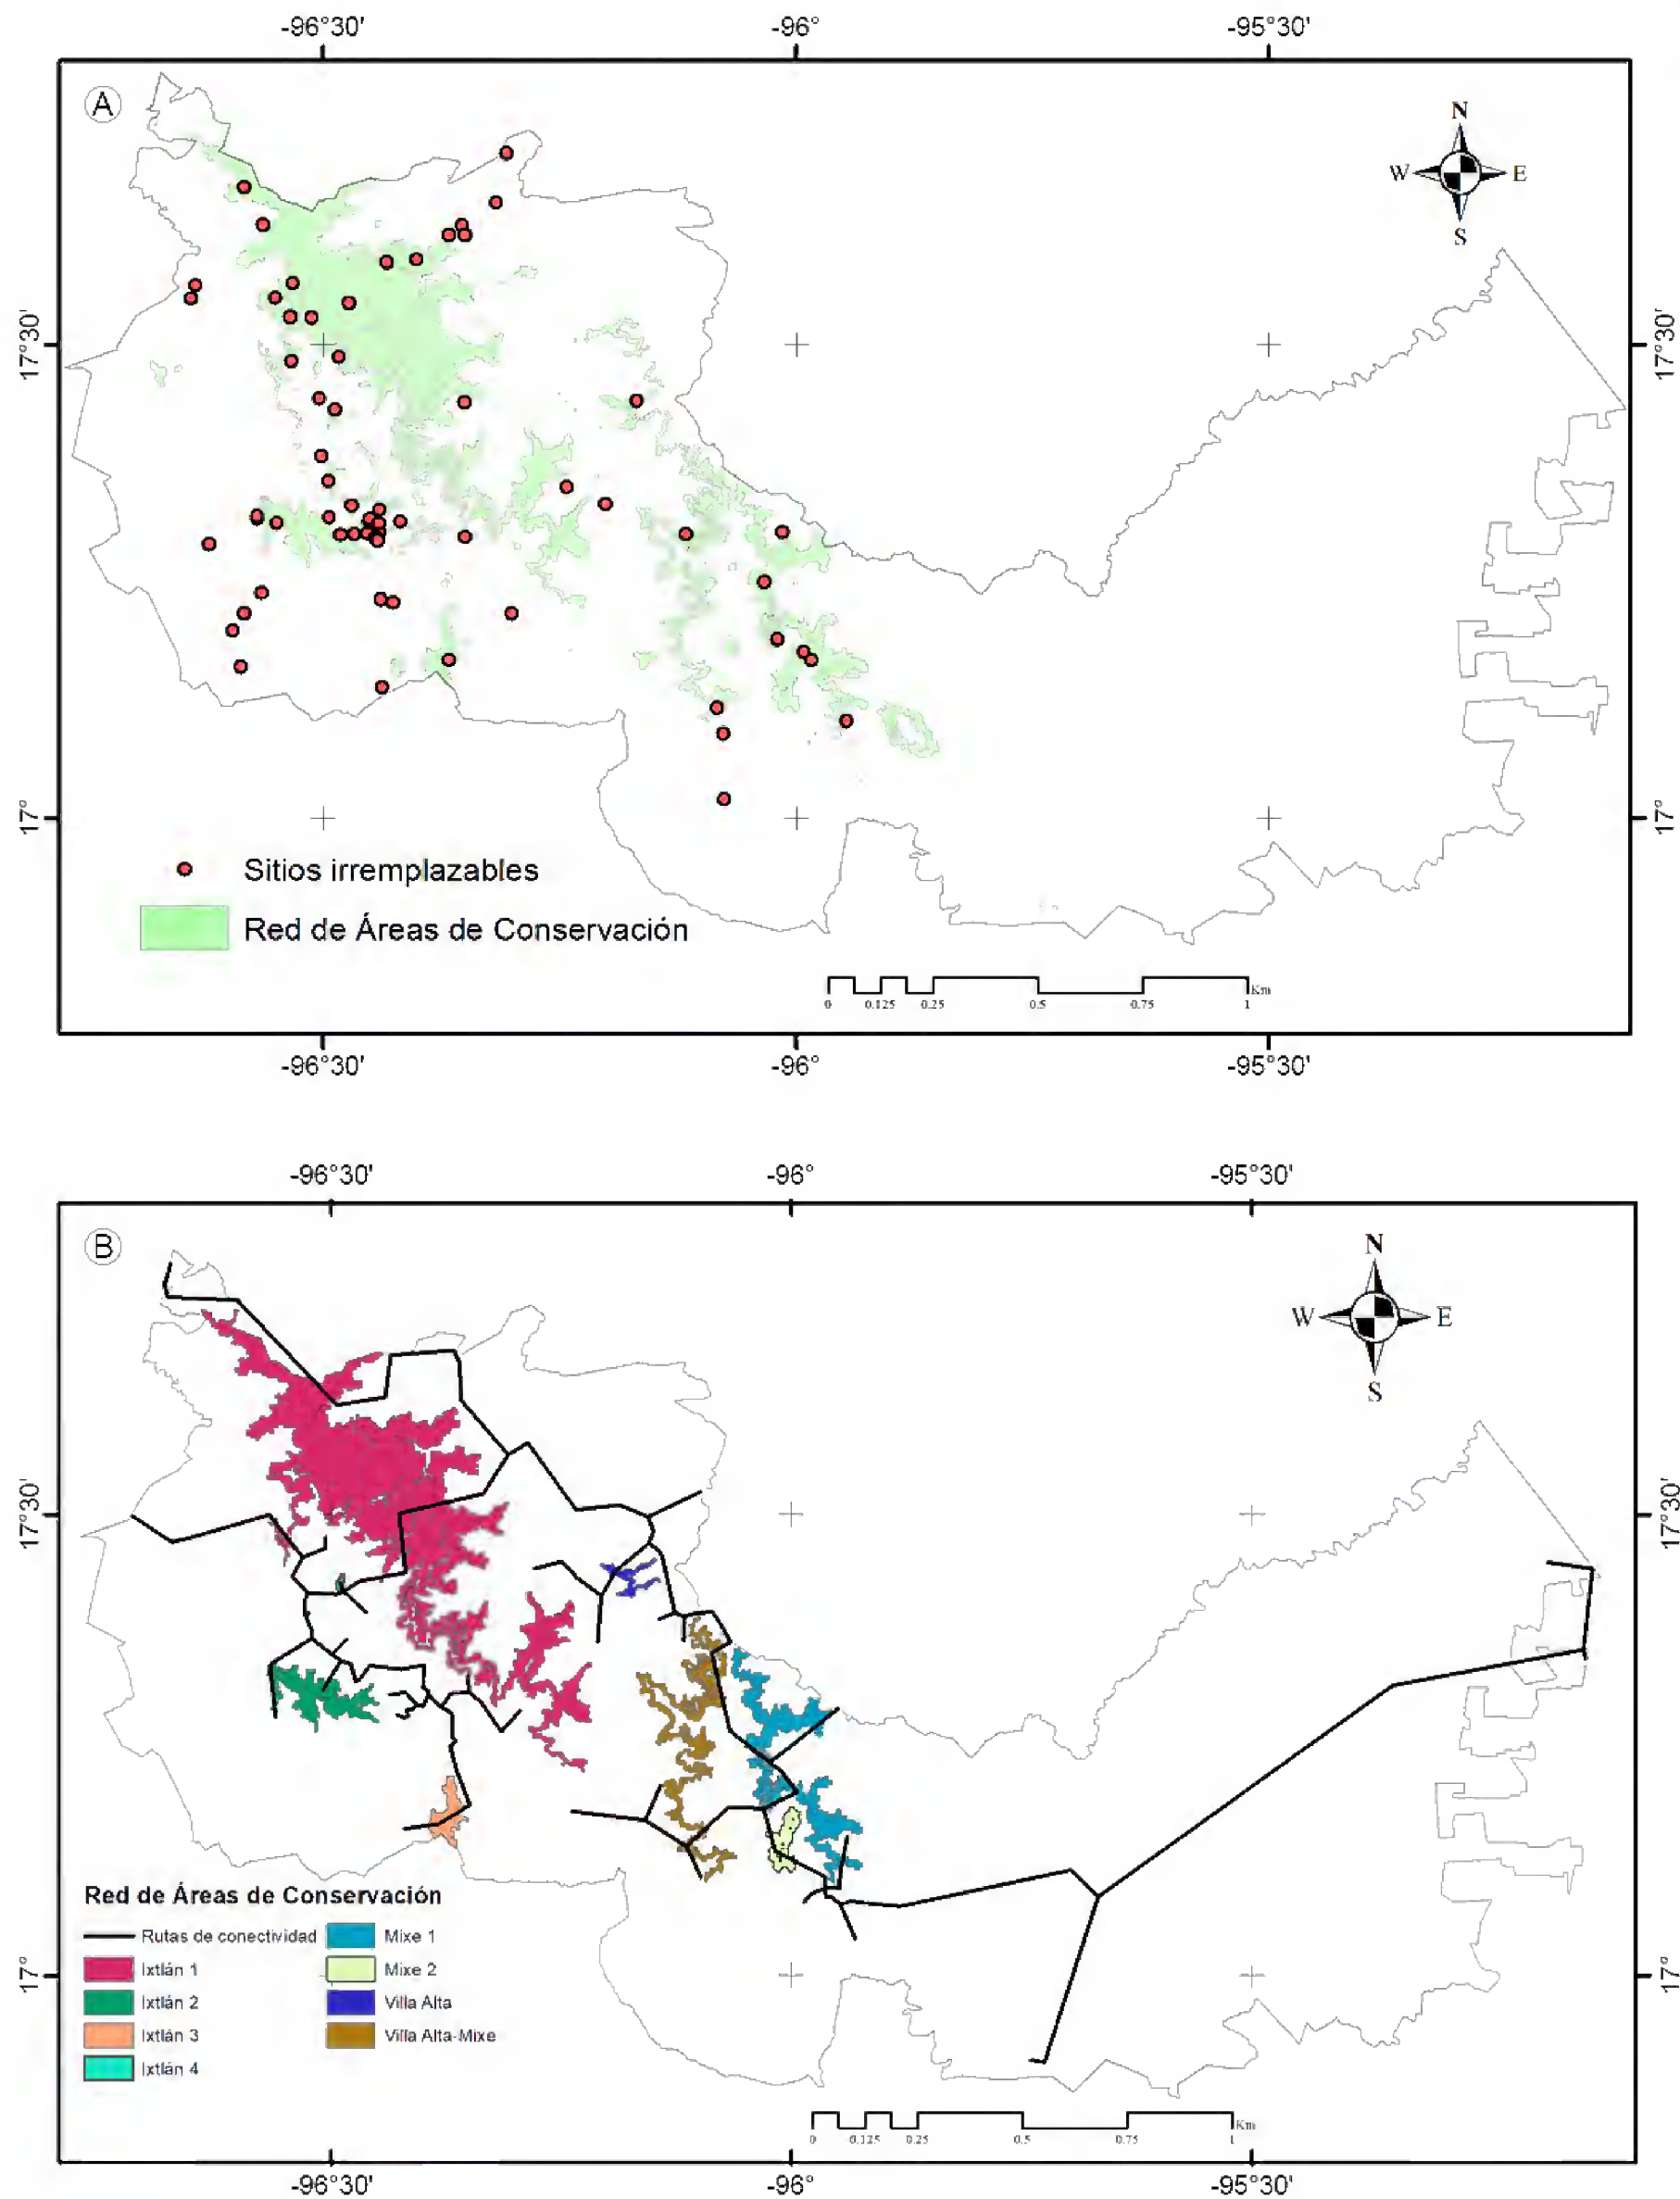 -96°30' -96° -95°30'
A
N
W E
S
17°30' 17°30'
17° 17°
Sitios irremplazables
Red de Áreas de Conservación
Km
0 0.125 0.25 0.5 0.75 1
-96°30' -96° -95°30'
-96°30' -96° -95°30'
B
N
W E
S
17°30' 17°30'
Red de Áreas de Conservación
Rutas de conectividad Mixe 1
Ixtlán 1 Mixe 2
17° 17°
Ixtlán 2 Villa Alta
Ixtlán 3 Villa Alta-Mixe
Ixtlán 4
Km
0 0.125 0.25 0.5 0.75 1
-96°30' -96° -95°30'